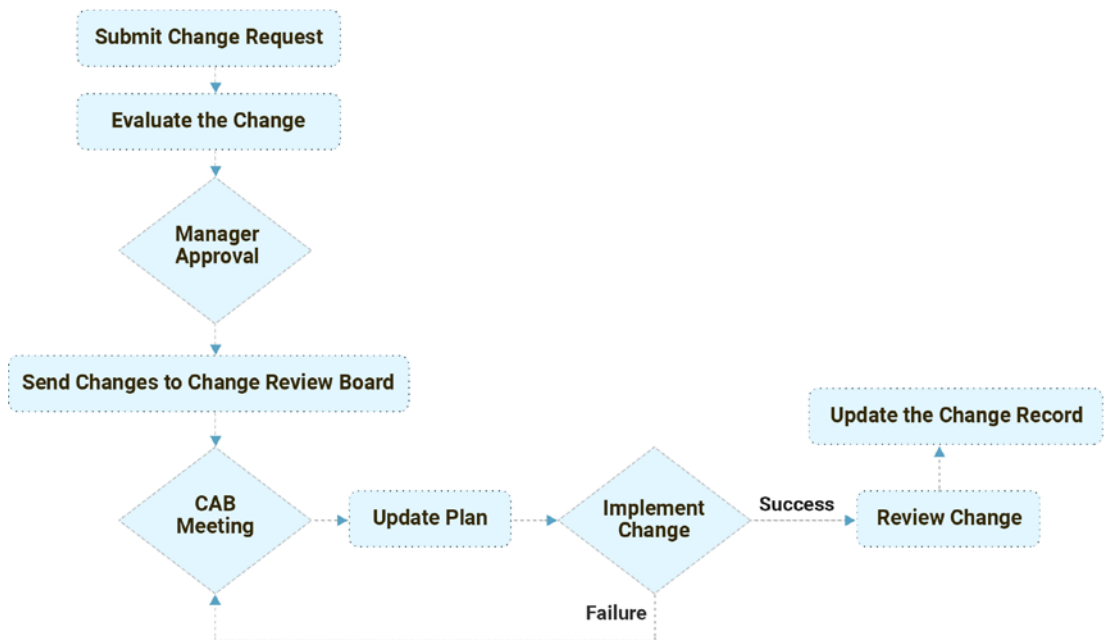 Submit Change Request
Evaluate the Change
Manager
Approval
Send Changes to Change Review Board
CAB
Meeting
Update Plan
Implement
Change
Success
Failure
Review Change
Update the Change Record